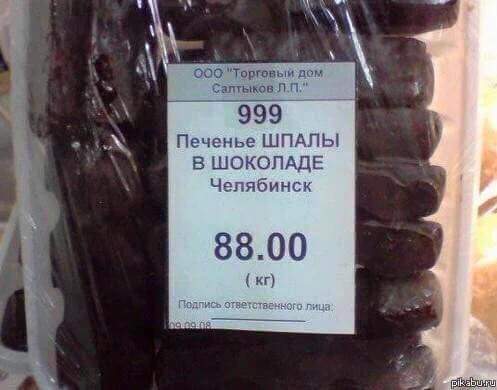 ООО "Торговый дом
Салтыков Л.П."
999
Печенье ШПАЛЫ
В ШОКОЛАДЕ
Челябинск
88.00
( кг)
Подпись ответственного лица:
09.09.08
pikabu.ru